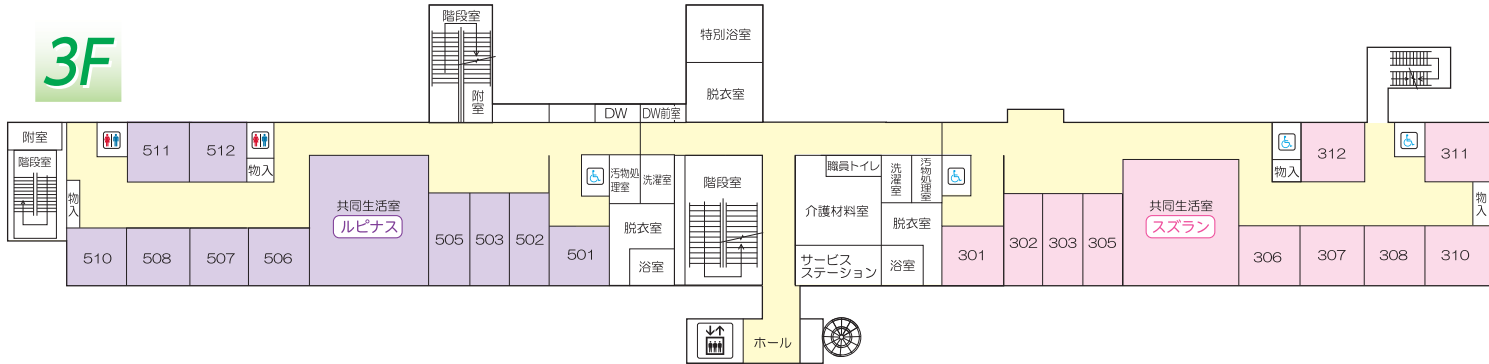 3F
階段室
附室
特別浴室
脱衣室
DW
DW前室
附室
階段室
物入
511
512
物入
共同生活室
ルピナス
510
508
507
506
505
503
502
501
汚物処
理室
洗濯室
脱衣室
浴室
階段室
職員トイレ
介護材料室
サービス
ステーション
洗濯室
汚物処理室
脱衣室
浴室
301
302
303
305
共同生活室
スズラン
物入
312
311
物入
306
307
308
310
ホール